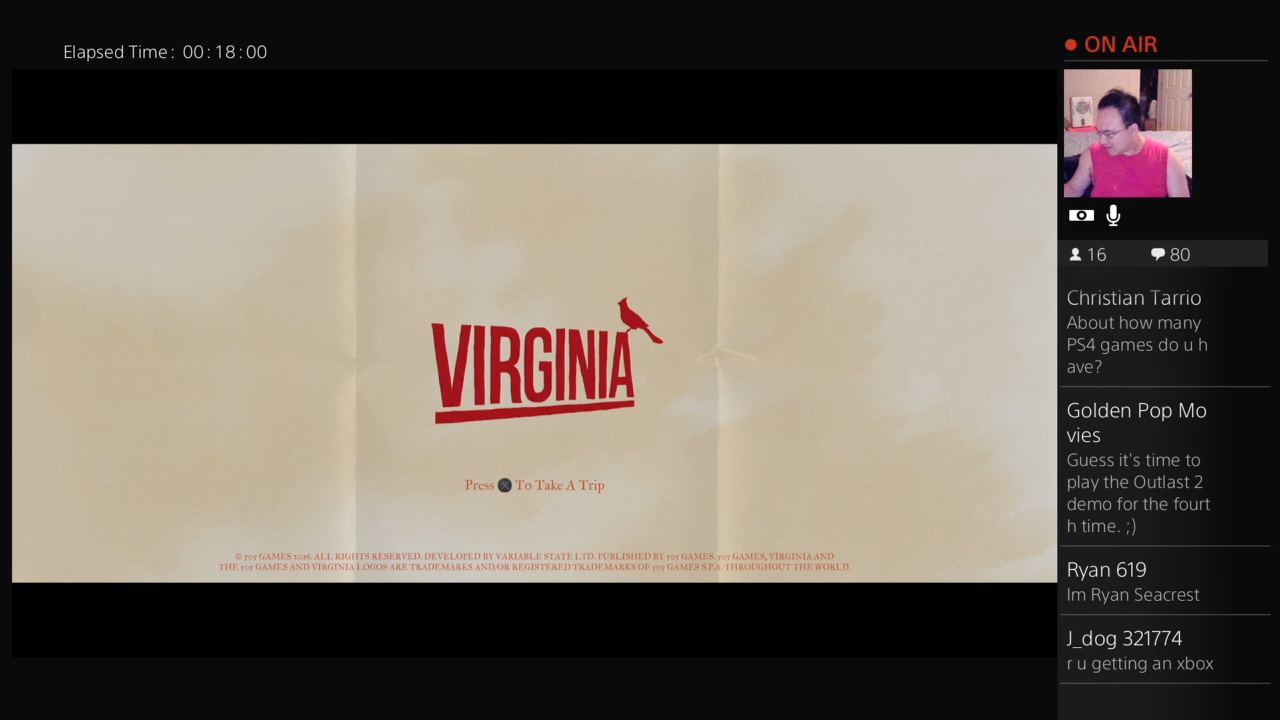 Elapsed Time: 00:18:00
ON AIR
VIRGINIA
Press To Take A Trip
© 505 GAMES 2016. ALL RIGHTS RESERVED. DEVELOPED BY VARIABLE STATE LTD. PUBLISHED BY 505 GAMES. 505 GAMES, VIRGINIA AND
THE 505 GAMES AND VIRGINIA LOGOS ARE TRADEMARKS AND/OR REGISTERED TRADEMARKS OF 505 GAMES S.P.A. THROUGHOUT THE WORLD.
16 80
Christian Tarrio
About how many
PS4 games do u h
ave?
Golden Pop Mo
vies
Guess it's time to
play the Outlast 2
demo for the fourt
h time. ;)
Ryan 619
Im Ryan Seacrest
J_dog 321774
r u getting an xbox